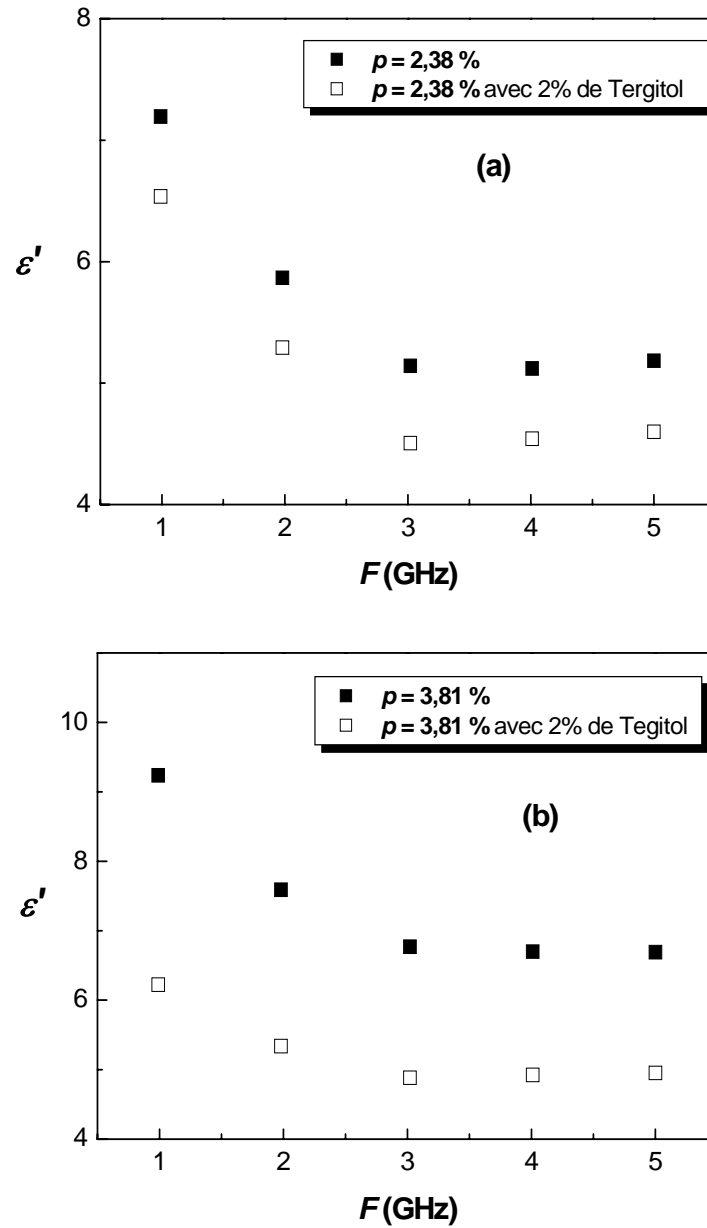 8
p = 2,38 %
p = 2,38 % avec 2% de Tergitol
(a)
6
ε'
4
1 2 3 4 5
F (GHz)
p = 3,81 %
p = 3,81 % avec 2% de Tegitol
10
(b)
8
ε'
6
4
1 2 3 4 5
F (GHz)